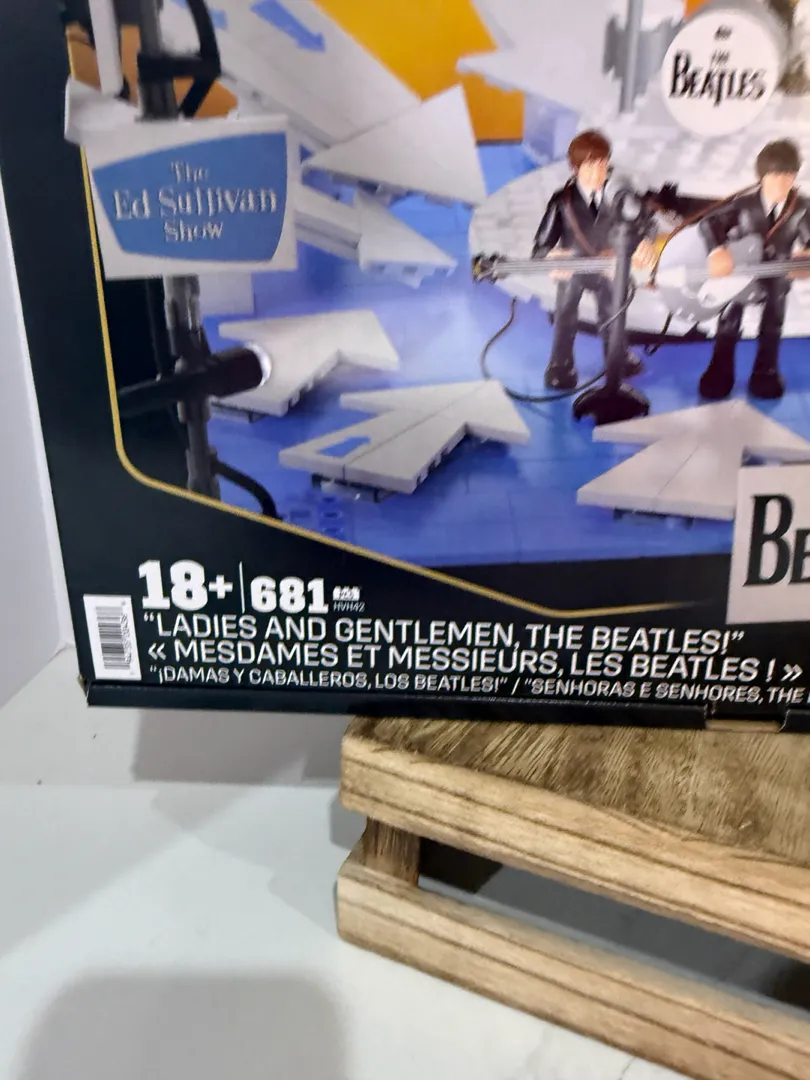 THE
BEATLES
The
Ed Sullivan
Show
BE
18+ 681
HVH42
"LADIES AND GENTLEMEN, THE BEATLES!"
« MESDAMES ET MESSIEURS, LES BEATLES ! »
"¡DAMAS Y CABALLEROS, LOS BEATLES!" / "SENHORAS E SENHORES, THE